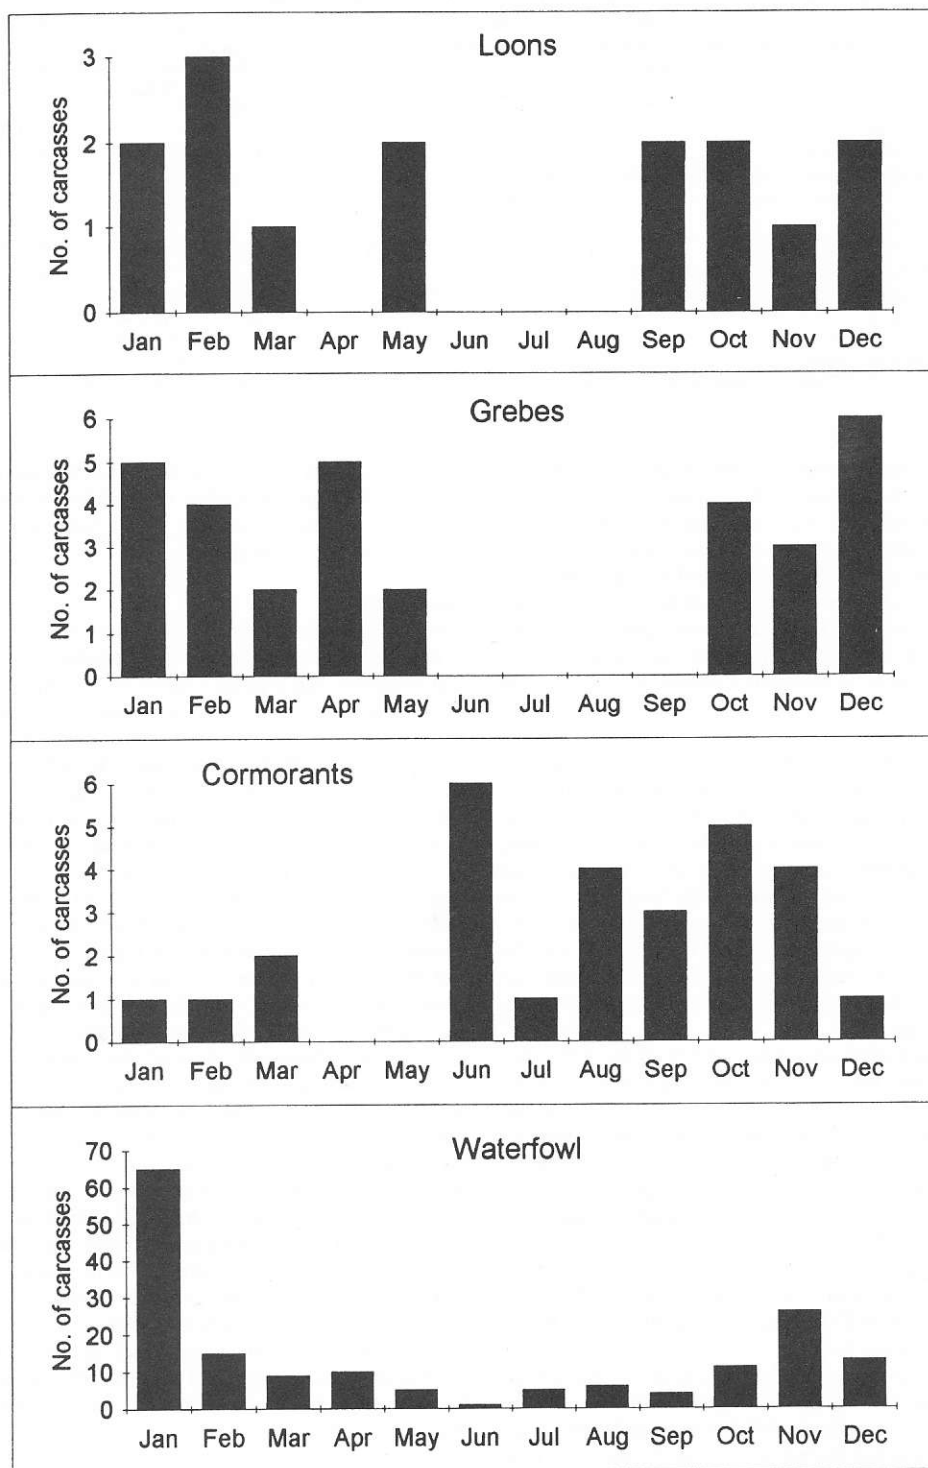 Loons
No. of carcasses
3
2
1
0
Jan Feb Mar Apr May Jun Jul Aug Sep Oct Nov Dec
Grebes
No. of carcasses
6
5
4
3
2
1
0
Jan Feb Mar Apr May Jun Jul Aug Sep Oct Nov Dec
Cormorants
No. of carcasses
6
5
4
3
2
1
0
Jan Feb Mar Apr May Jun Jul Aug Sep Oct Nov Dec
Waterfowl
No. of carcasses
70
60
50
40
30
20
10
0
Jan Feb Mar Apr May Jun Jul Aug Sep Oct Nov Dec